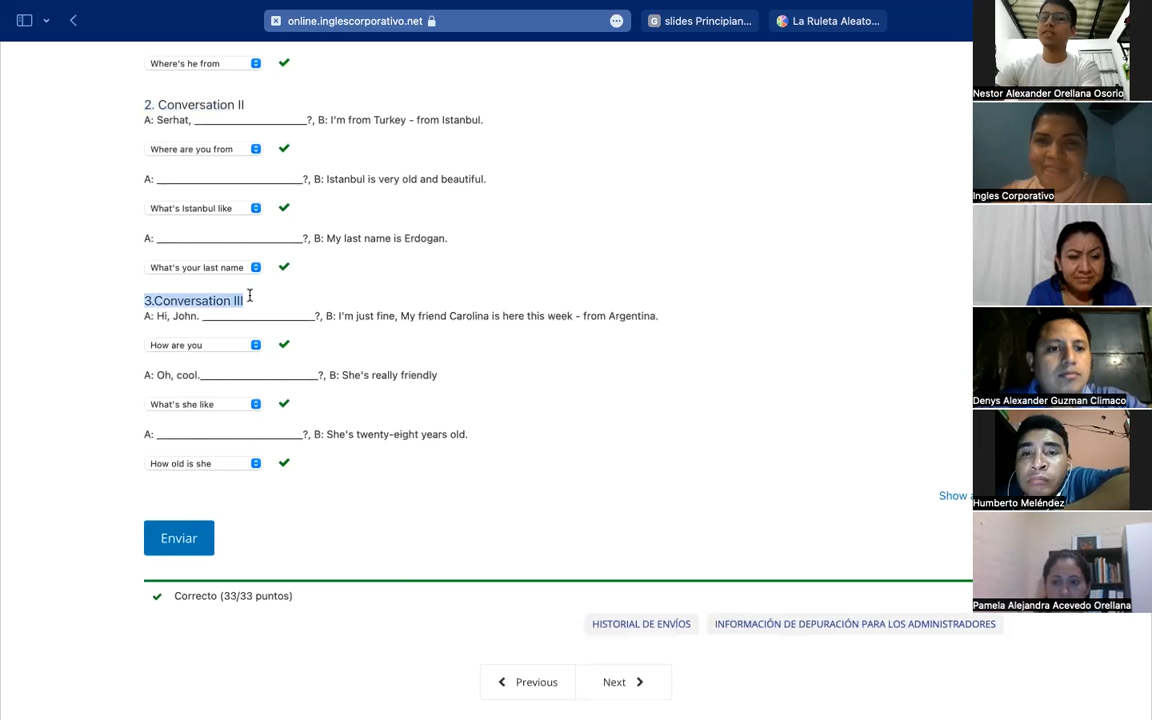 online.inglescorporativo.net
slides Principian...
La Ruleta Aleato...
Where's he from
2. Conversation II
A: Serhat, ____________________?, B: I'm from Turkey - from Istanbul.
Where are you from
A: __________________________?, B: Istanbul is very old and beautiful.
What's Istanbul like
A: __________________________?, B: My last name is Erdogan.
What's your last name
3.Conversation III
A: Hi, John. ____________________?, B: I'm just fine, My friend Carolina is here this week - from Argentina.
How are you
A: Oh, cool._____________________?, B: She's really friendly
What's she like
A: __________________________?, B: She's twenty-eight years old.
How old is she
Show
Enviar
Correcto (33/33 puntos)
HISTORIAL DE ENVÍOS
INFORMACIÓN DE DEPURACIÓN PARA LOS ADMINISTRADORES
Previous
Next
Nestor Alexander Orellana Osorio
Ingles Corporativo
Denys Alexander Guzman Climaco
Humberto Meléndez
Pamela Alejandra Acevedo Orellana